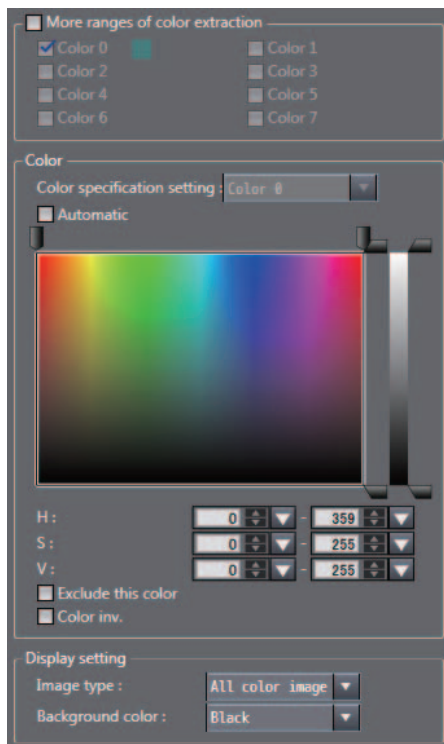 More ranges of color extraction
Color 0 Color 1
Color 2 Color 3
Color 4 Color 5
Color 6 Color 7
Color
Color specification setting : Color 0
Automatic
H : 0 - 359
S : 0 - 255
V : 0 - 255
Exclude this color
Color inv.
Display setting
Image type : All color image
Background color : Black